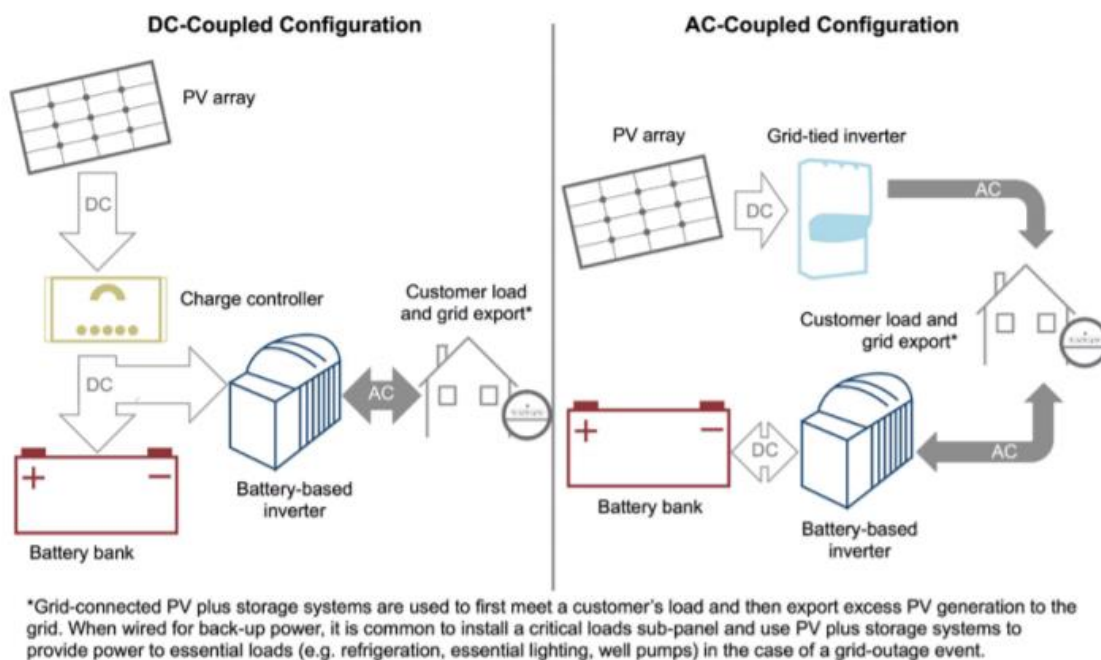 DC-Coupled Configuration
PV array
DC
Charge controller
DC
Customer load
and grid export*
AC
Battery-based
inverter
+ −
Battery bank
AC-Coupled Configuration
PV array
Grid-tied inverter
DC
AC
Customer load and
grid export*
+ −
DC
AC
Battery bank
Battery-based
inverter
*Grid-connected PV plus storage systems are used to first meet a customer's load and then export excess PV generation to the
grid. When wired for back-up power, it is common to install a critical loads sub-panel and use PV plus storage systems to
provide power to essential loads (e.g. refrigeration, essential lighting, well pumps) in the case of a grid-outage event.